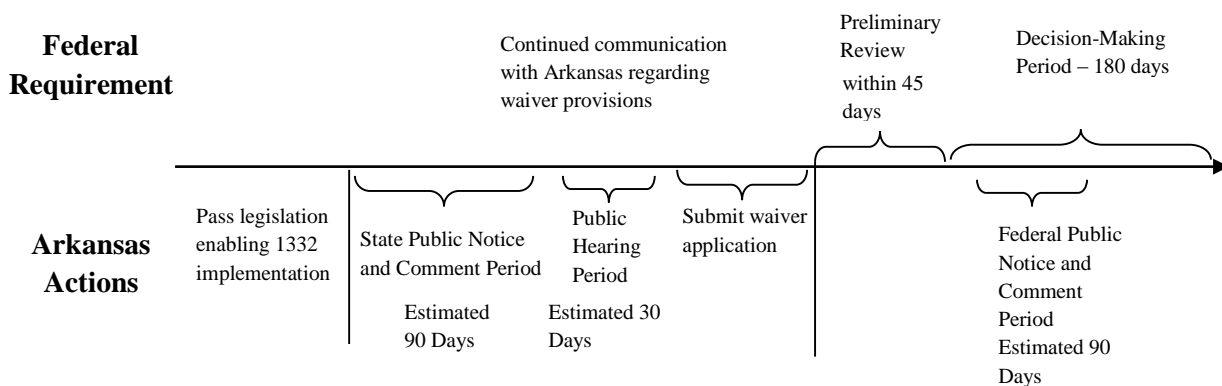 Federal
Requirement
Continued communication
with Arkansas regarding
waiver provisions
Preliminary
Review
within 45
days
Decision-Making
Period – 180 days
Arkansas
Actions
Pass legislation
enabling 1332
implementation
State Public Notice
and Comment Period
Estimated
90 Days
Public
Hearing
Period
Estimated 30
Days
Submit waiver
application
Federal Public
Notice and
Comment
Period
Estimated 90
Days